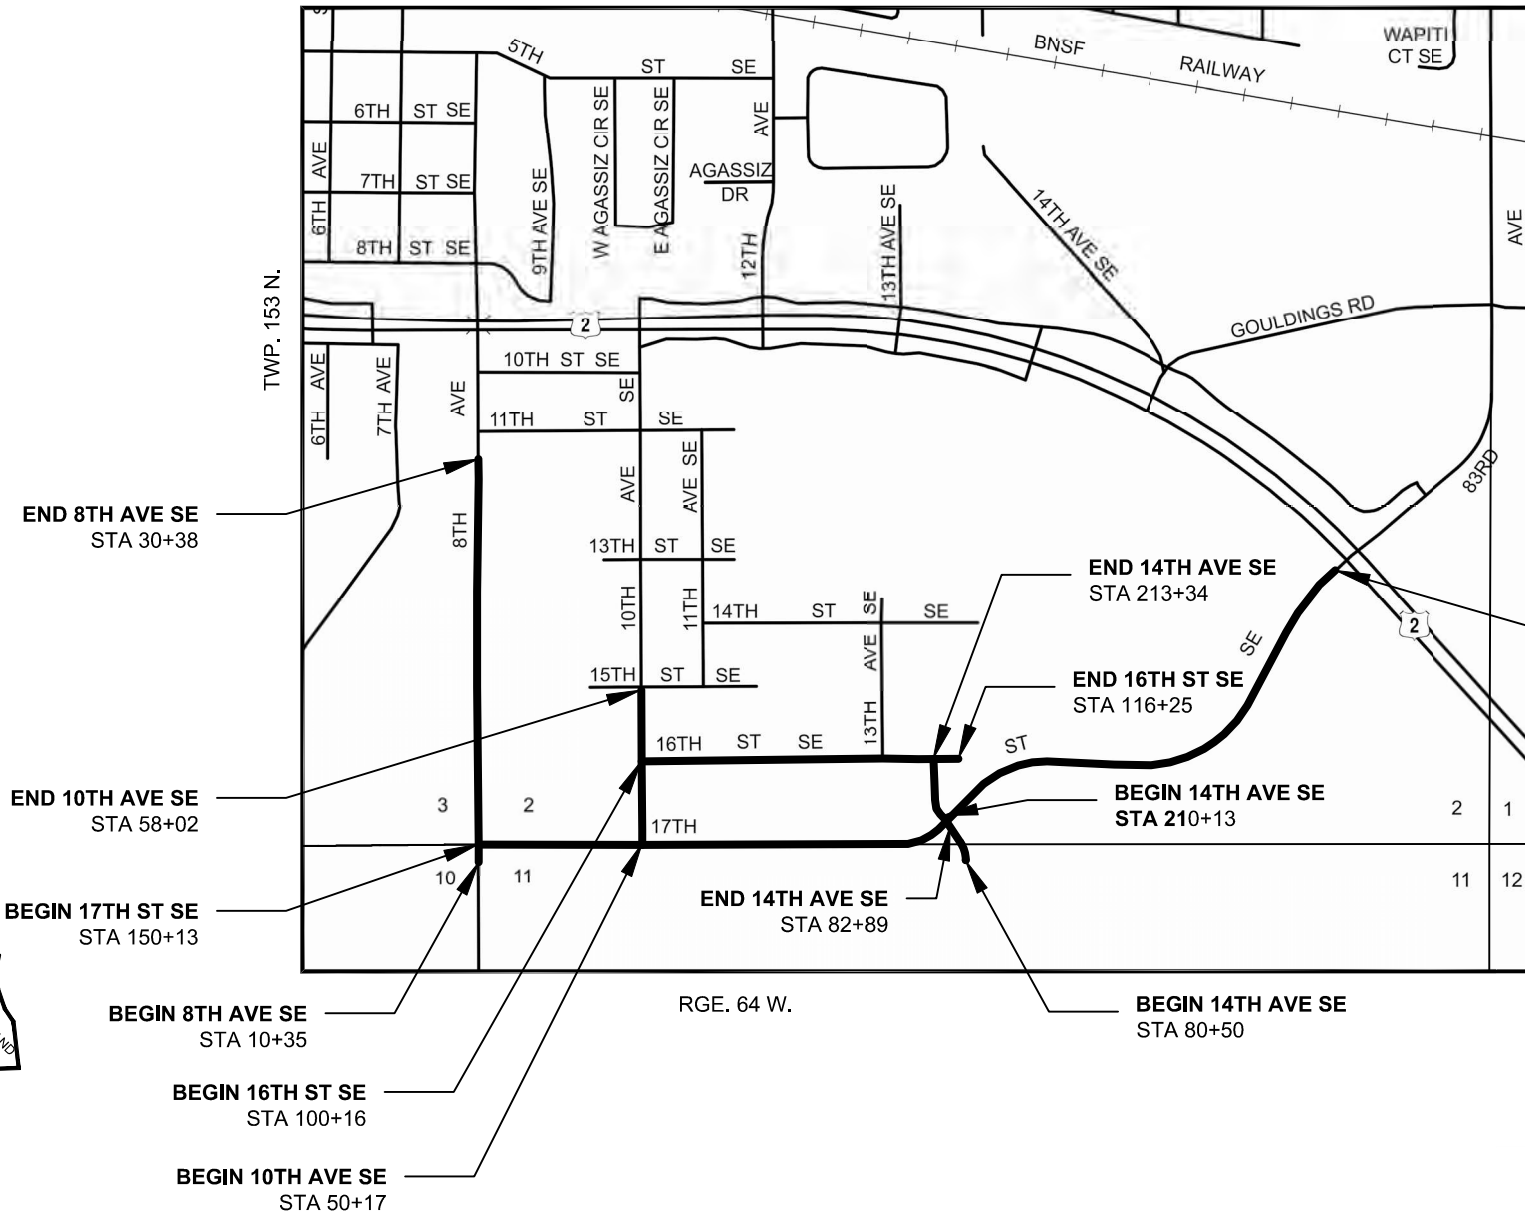 WAPITI
CT SE
BNSF
RAILWAY
5TH
ST SE
6TH ST SE
7TH ST SE
8TH ST SE
6TH AVE
9TH AVE SE
W AGASSIZ CIR SE
E AGASSIZ CIR SE
AGASSIZ
DR
12TH AVE
13TH AVE SE
14TH AVE SE
GOULDINGS RD
AVE
83RD
TWP. 153 N.
2
6TH AVE
7TH AVE
10TH ST SE
11TH ST SE
8TH AVE
10TH AVE SE
11TH AVE SE
13TH ST SE
14TH ST SE
13TH AVE SE
15TH ST SE
16TH ST SE
17TH
ST SE
2
END 8TH AVE SE
STA 30+38
END 14TH AVE SE
STA 213+34
END 16TH ST SE
STA 116+25
END 10TH AVE SE
STA 58+02
BEGIN 14TH AVE SE
STA 210+13
3 2
2 1
10 11
11 12
END 14TH AVE SE
STA 82+89
BEGIN 17TH ST SE
STA 150+13
RGE. 64 W.
BEGIN 8TH AVE SE
STA 10+35
BEGIN 14TH AVE SE
STA 80+50
BEGIN 16TH ST SE
STA 100+16
BEGIN 10TH AVE SE
STA 50+17